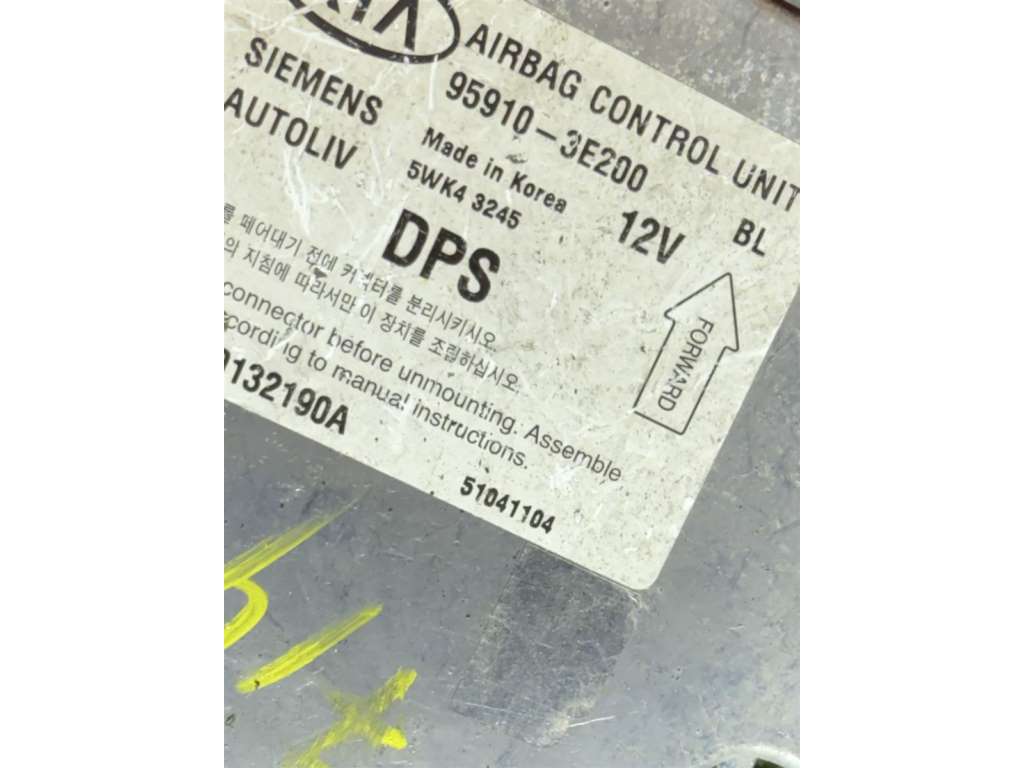 KIA
AIRBAG CONTROL UNIT
SIEMENS
95910-3E200
AUTOLIV
Made in Korea
5WK4 3245
12V
BL
DPS
FORWARD
를 떼어내기 전에 커넥터를 분리시키시오.
의 지침에 따라서만 이 장치를 조립하십시오.
connector before unmounting. Assemble
cording to manual instructions.
132190A
51041104